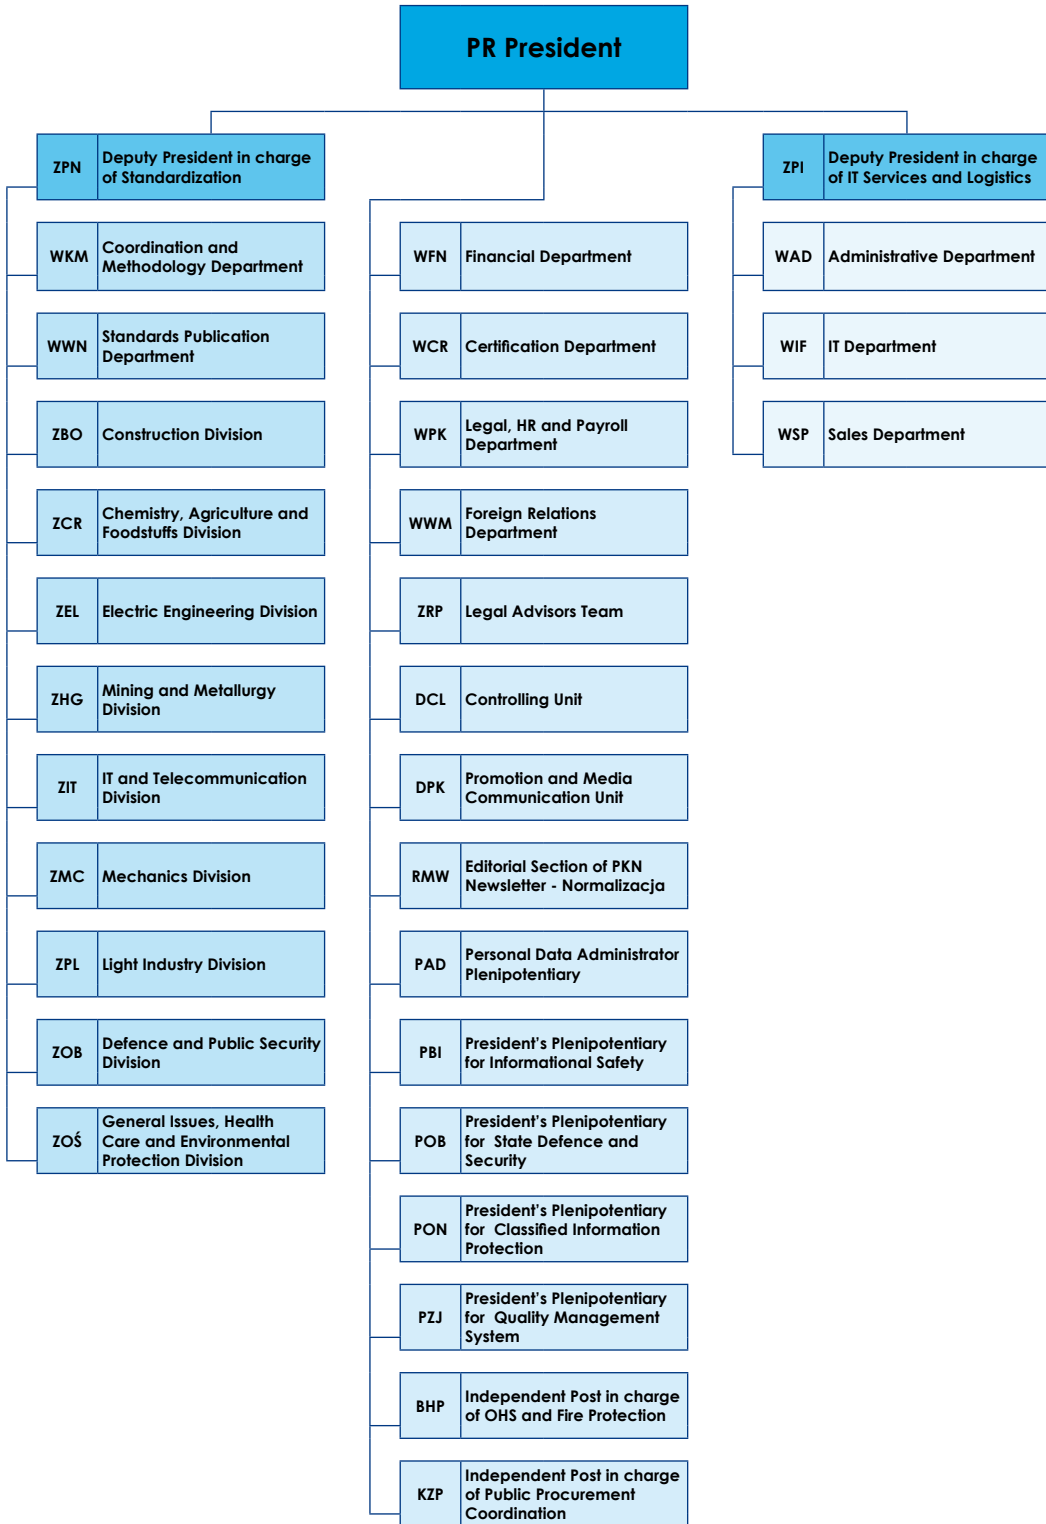 PR President
ZPN
Deputy President in charge
of Standardization
WKM
Coordination and
Methodology Department
WWN
Standards Publication
Department
ZBO
Construction Division
ZCR
Chemistry, Agriculture and
Foodstuffs Division
ZEL
Electric Engineering Division
ZHG
Mining and Metallurgy
Division
ZIT
IT and Telecommunication
Division
ZMC
Mechanics Division
ZPL
Light Industry Division
ZOB
Defence and Public Security
Division
ZOŚ
General Issues, Health
Care and Environmental
Protection Division
WFN
Financial Department
WCR
Certification Department
WPK
Legal, HR and Payroll
Department
WWM
Foreign Relations
Department
ZRP
Legal Advisors Team
DCL
Controlling Unit
DPK
Promotion and Media
Communication Unit
RMW
Editorial Section of PKN
Newsletter - Normalizacja
PAD
Personal Data Administrator
Plenipotentiary
PBI
President's Plenipotentiary
for Informational Safety
POB
President's Plenipotentiary
for State Defence and
Security
PON
President's Plenipotentiary
for Classified Information
Protection
PZJ
President's Plenipotentiary
for Quality Management
System
BHP
Independent Post in charge
of OHS and Fire Protection
KZP
Independent Post in charge
of Public Procurement
Coordination
ZPI
Deputy President in charge
of IT Services and Logistics
WAD
Administrative Department
WIF
IT Department
WSP
Sales Department